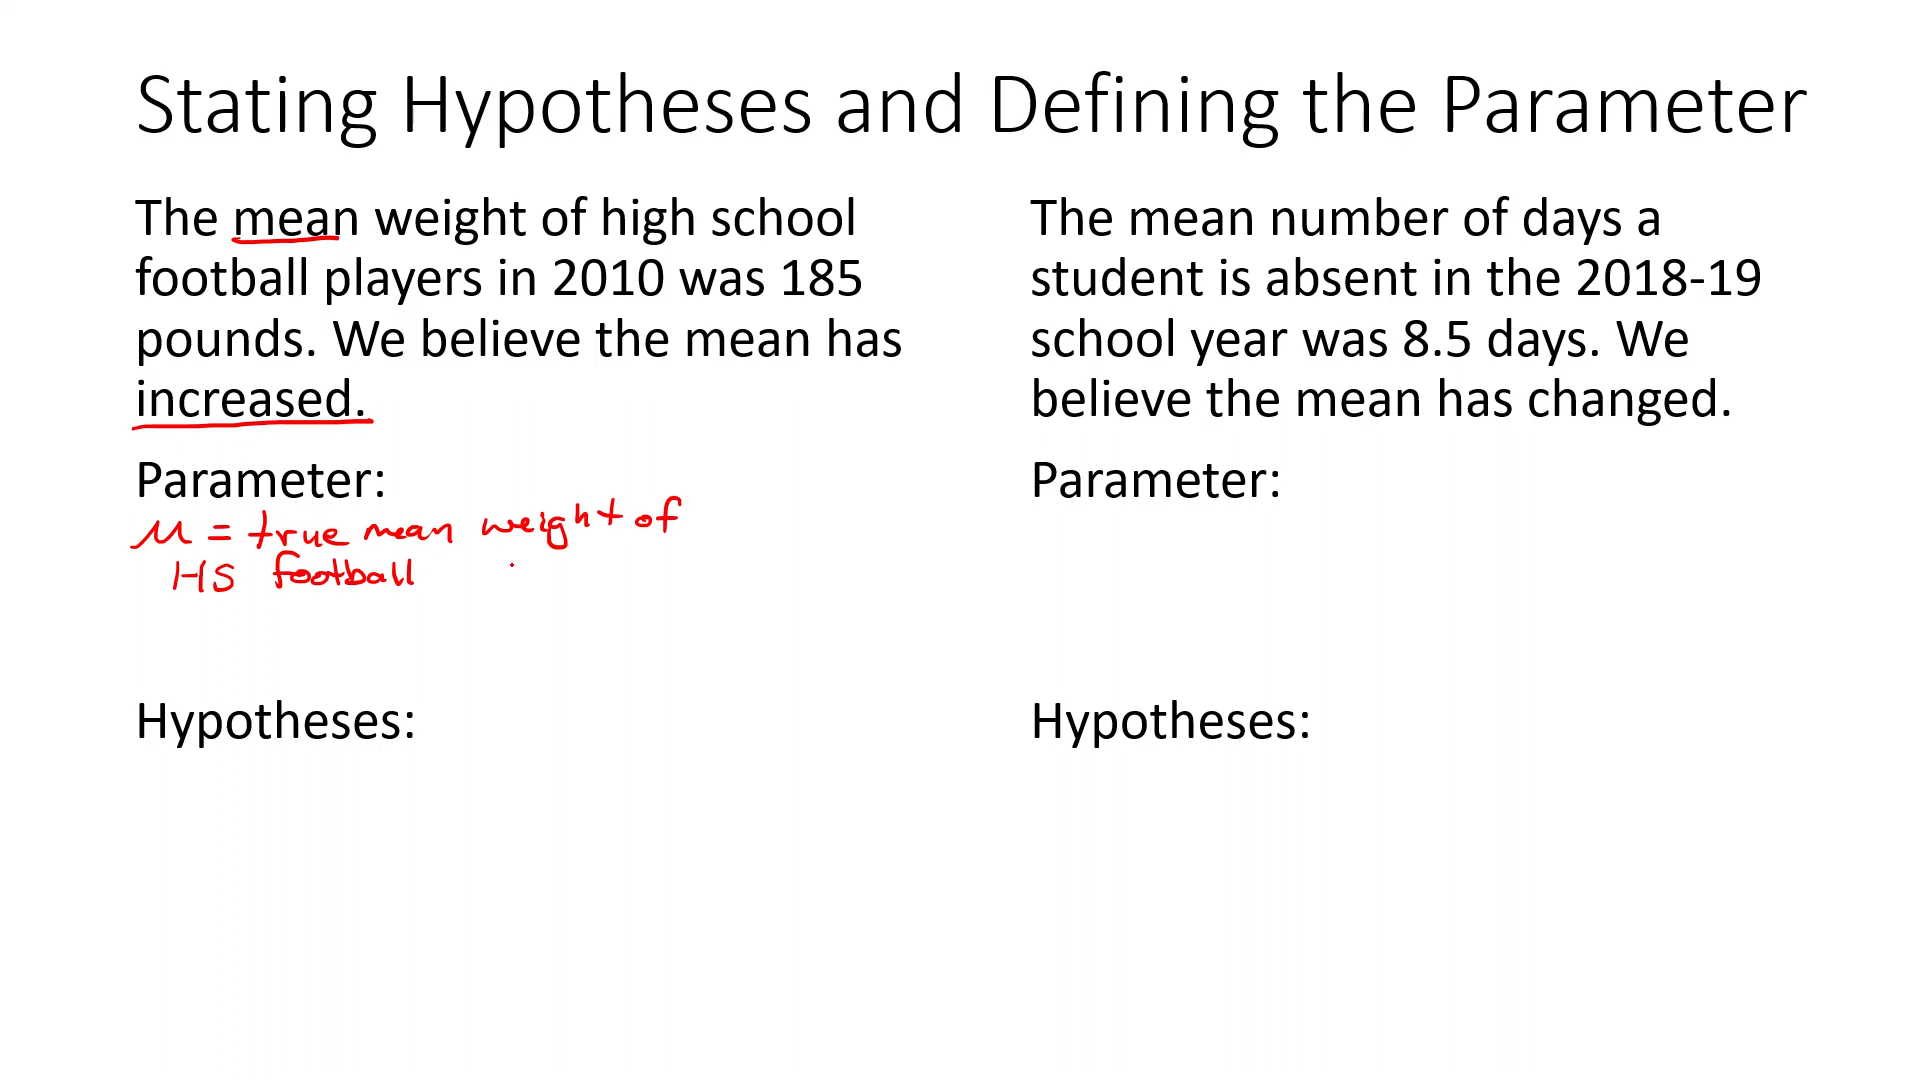 Stating Hypotheses and Defining the Parameter
The mean weight of high school
football players in 2010 was 185
pounds. We believe the mean has
increased.
Parameter:
μ = true mean weight of
HS football
Hypotheses:
The mean number of days a
student is absent in the 2018-19
school year was 8.5 days. We
believe the mean has changed.
Parameter:
Hypotheses: